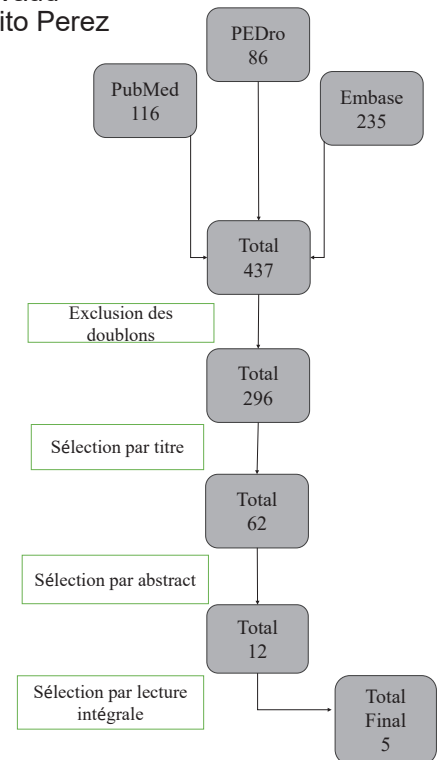 ito Perez
PEDro
86
PubMed
116
Embase
235
Total
437
Exclusion des
doublons
Total
296
Sélection par titre
Total
62
Sélection par abstract
Total
12
Sélection par lecture
intégrale
Total
Final
5